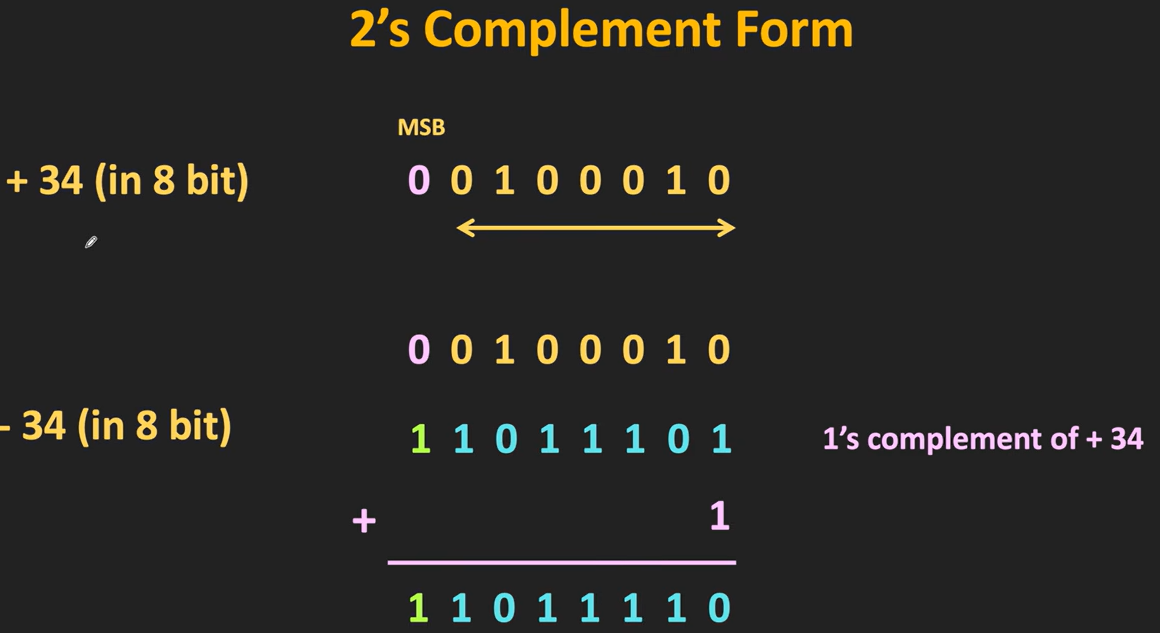 2’s Complement Form
MSB
+ 34 (in 8 bit)
0 0 1 0 0 0 1 0
0 0 1 0 0 0 1 0
- 34 (in 8 bit)
1 1 0 1 1 1 0 1
1’s complement of + 34
+ 1
1 1 0 1 1 1 1 0